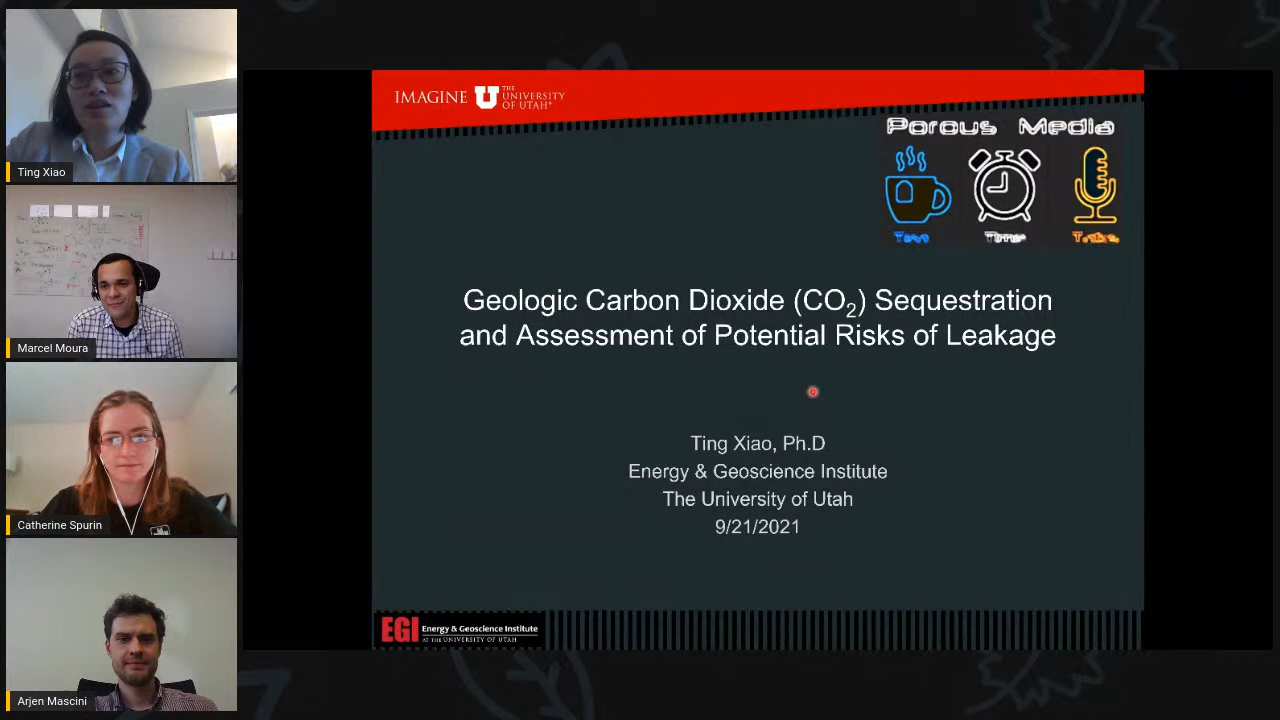 Ting Xiao
Marcel Moura
Catherine Spurin
Arjen Mascini
IMAGINE
THE
UNIVERSITY
OF UTAH
Porous Media
Time
Geologic Carbon Dioxide (CO₂) Sequestration
and Assessment of Potential Risks of Leakage
Ting Xiao, Ph.D
Energy & Geoscience Institute
The University of Utah
9/21/2021
EGI
Energy & Geoscience Institute
AT THE UNIVERSITY OF UTAH